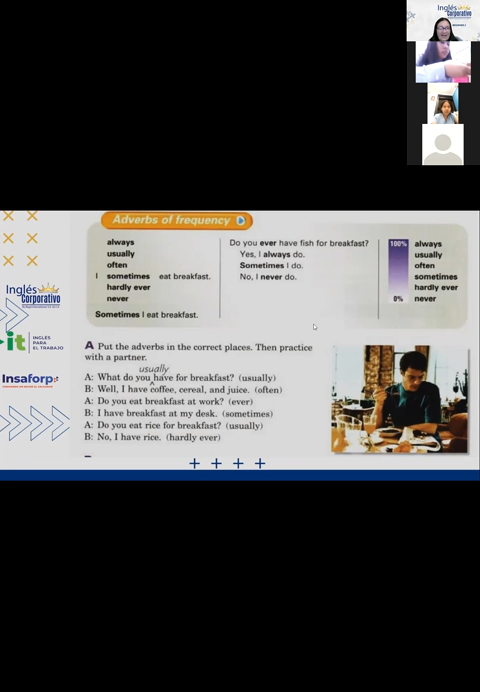 Inglés
Corporativo
Adverbs of frequency
always
usually
often
I sometimes eat breakfast.
hardly ever
never
Sometimes I eat breakfast.
Do you ever have fish for breakfast?
Yes, I always do.
Sometimes I do.
No, I never do.
100% always
usually
often
sometimes
hardly ever
0% never
Inglés
Corporativo
it INGLÉS
PARA
EL TRABAJO
Insaforp
A Put the adverbs in the correct places. Then practice
with a partner.
usually
A: What do you have for breakfast? (usually)
B: Well, I have coffee, cereal, and juice. (often)
A: Do you eat breakfast at work? (ever)
B: I have breakfast at my desk. (sometimes)
A: Do you eat rice for breakfast? (usually)
B: No, I have rice. (hardly ever)